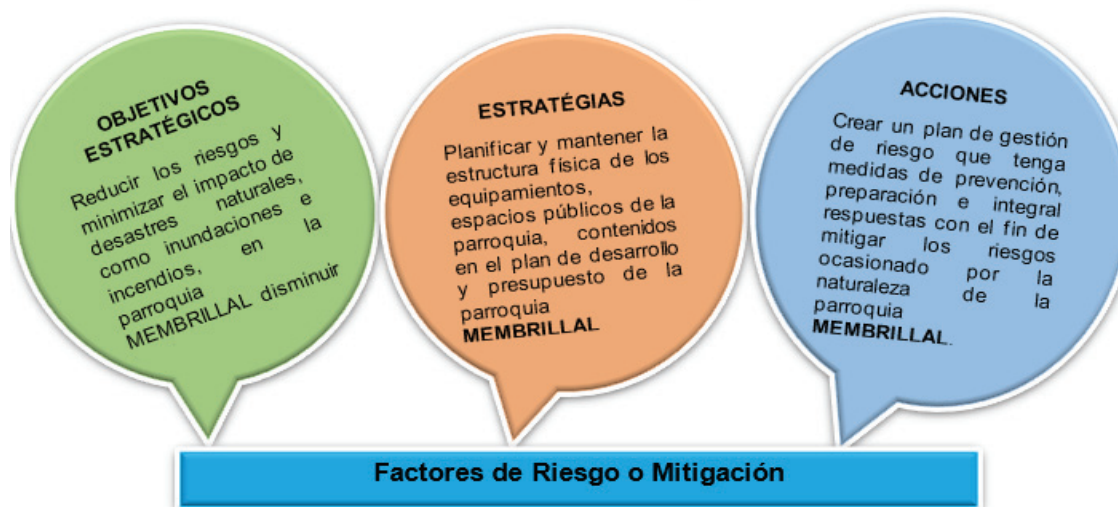 OBJETIVOS
ESTRATÉGICOS
Reducir los riesgos y
minimizar el impacto de
desastres naturales,
como inundaciones e
incendios, en la
parroquia
MEMBRILLAL disminuir
ESTRATÉGIAS
Planificar y mantener la
estructura física de los
equipamientos,
espacios públicos de la
parroquia, contenidos
en el plan de desarrollo
y presupuesto de la
parroquia
MEMBRILLAL
ACCIONES
Crear un plan de gestión
de riesgo que tenga
medidas de prevención,
preparación e integral
respuestas con el fin de
mitigar los riesgos
ocasionado por la
naturaleza de la
parroquia
MEMBRILLAL.
Factores de Riesgo o Mitigación